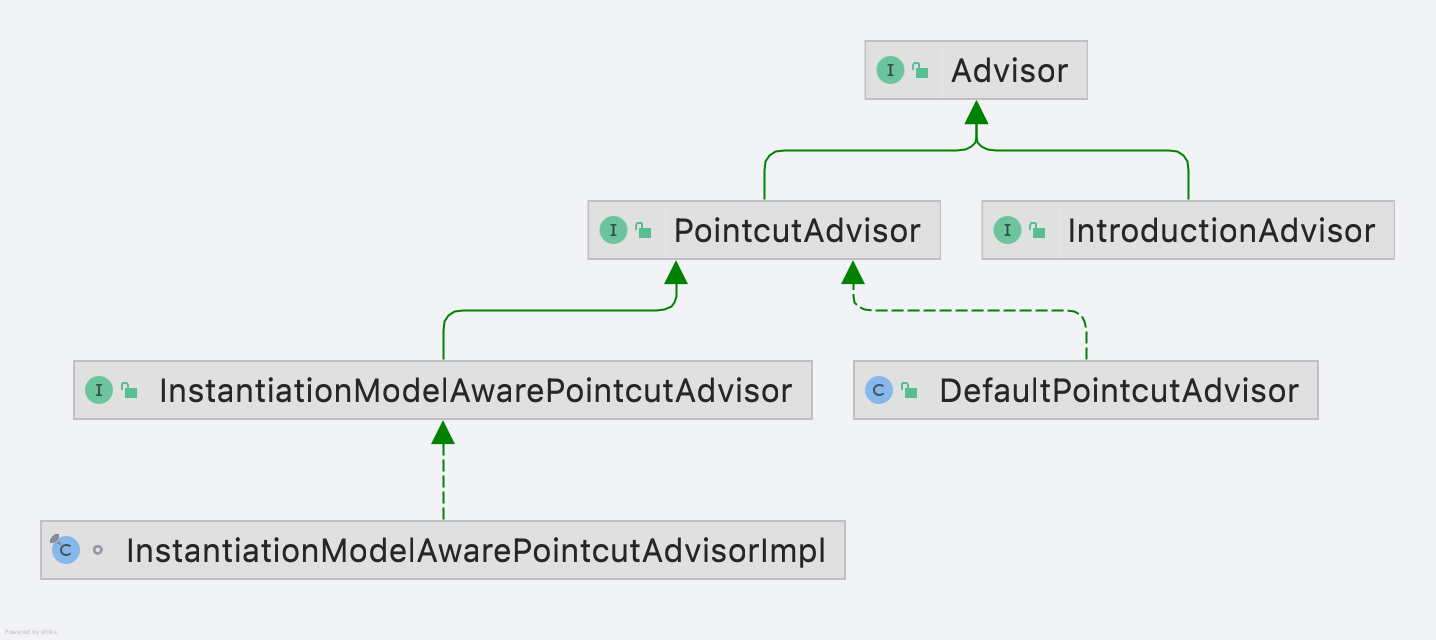 I Advisor
I PointcutAdvisor
I IntroductionAdvisor
I InstantiationModelAwarePointcutAdvisor
C DefaultPointcutAdvisor
C InstantiationModelAwarePointcutAdvisorImpl
Powered by yFiles